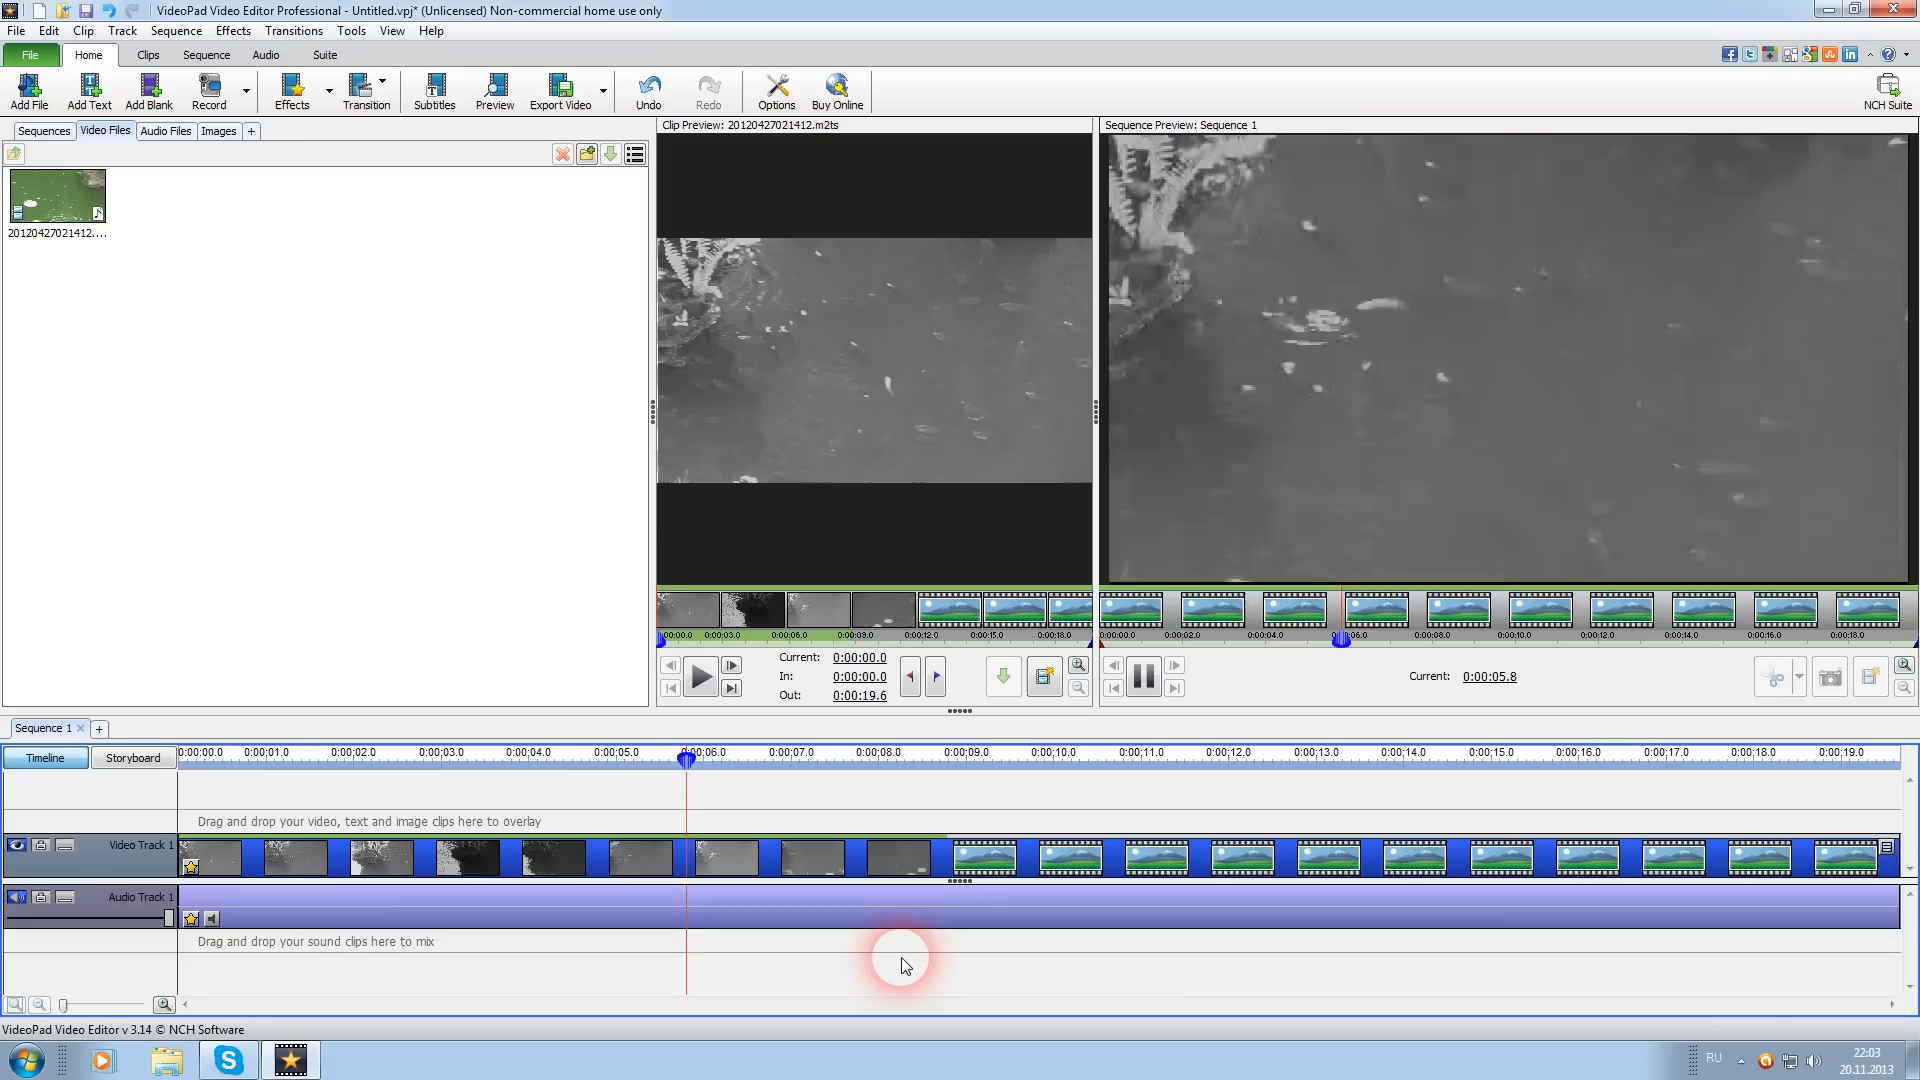 VideoPad Video Editor Professional - Untitled.vpj* (Unlicensed) Non-commercial home use only
File Edit Clip Track Sequence Effects Transitions Tools View Help
File Home Clips Sequence Audio Suite
Add File Add Text Add Blank Record Effects Transition Subtitles Preview Export Video Undo Redo Options Buy Online NCH Suite
Sequences Video Files Audio Files Images +
Clip Preview: 20120427021412.m2ts
Sequence Preview: Sequence 1
20120427021412....
0:00:00.0 0:00:03.0 0:00:06.0 0:00:09.0 0:00:12.0 0:00:15.0 0:00:18.0
0:00:00.0 0:00:02.0 0:00:04.0 0:00:06.0 0:00:08.0 0:00:10.0 0:00:12.0 0:00:14.0 0:00:16.0 0:00:18.0
Current: 0:00:00.0
In: 0:00:00.0
Out: 0:00:19.6
Current: 0:00:05.8
Sequence 1 +
Timeline Storyboard
0:00:00.0 0:00:01.0 0:00:02.0 0:00:03.0 0:00:04.0 0:00:05.0 0:00:06.0 0:00:07.0 0:00:08.0 0:00:09.0 0:00:10.0 0:00:11.0 0:00:12.0 0:00:13.0 0:00:14.0 0:00:15.0 0:00:16.0 0:00:17.0 0:00:18.0 0:00:19.0
Drag and drop your video, text and image clips here to overlay
Video Track 1
Audio Track 1
Drag and drop your sound clips here to mix
VideoPad Video Editor v 3.14 © NCH Software
RU
22:03
20.11.2013